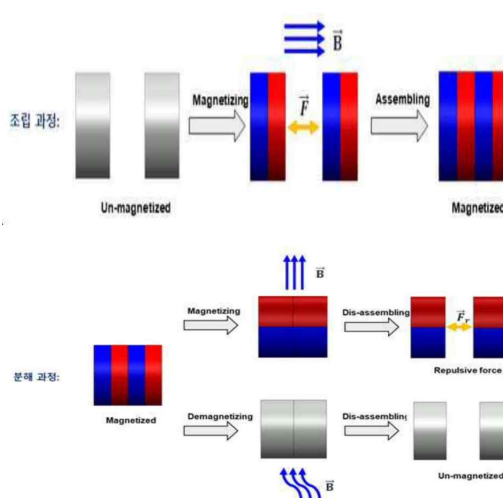 B
Magnetizing
F
Assembling
조립 과정:
Un-magnetized
Magnetized
B
Magnetizing
Dis-assembling
Fr
Repulsive force
분해 과정:
Magnetized
Demagnetizing
Dis-assembling
B
Un-magnetized